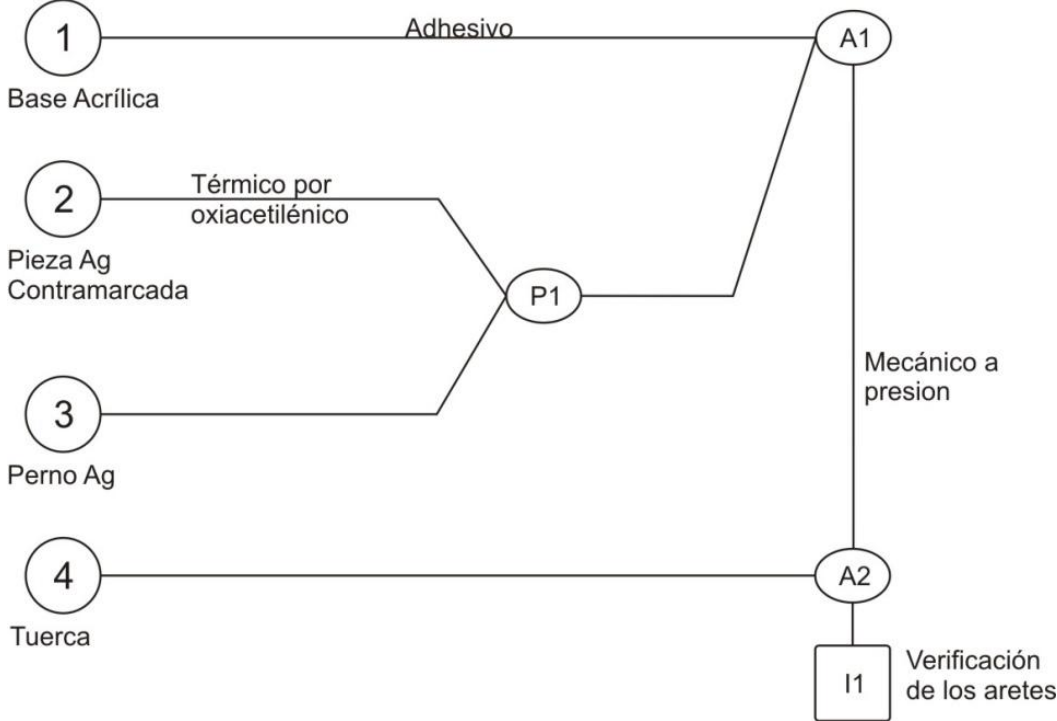 1
Adhesivo
A1
Base Acrílica
2
Térmico por
oxiacetilénico
Pieza Ag
Contramarcada
P1
Mecánico a
presion
3
Perno Ag
4
A2
Tuerca
I1
Verificación
de los aretes